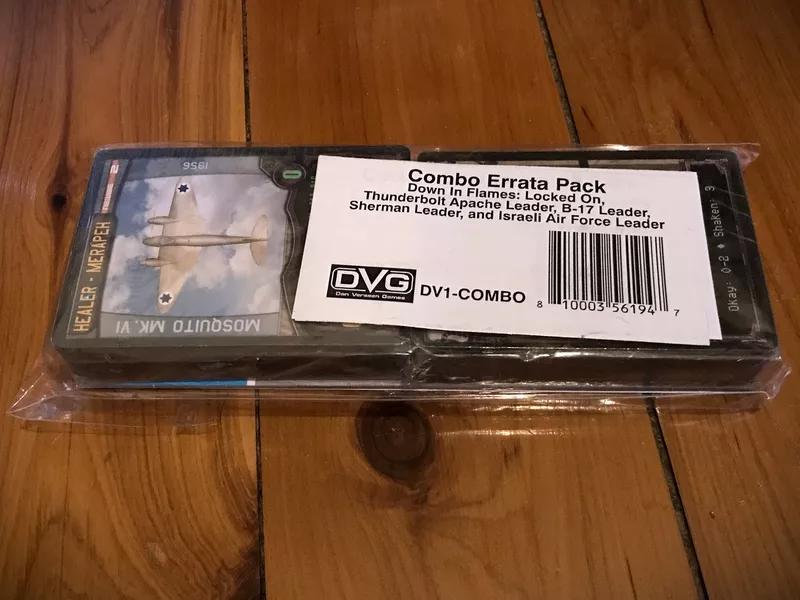 Combo Errata Pack
Down In Flames: Locked On,
Thunderbolt Apache Leader, B-17 Leader,
Sherman Leader, and Israeli Air Force Leader
DVG
Dan Verssen Games
DV1-COMBO
8 10003 56194 7
HEALER - MERAPEH
2
1956
0
MOSQUITO MK. VI
Okay: 0-2 ♦ Shaken: 3